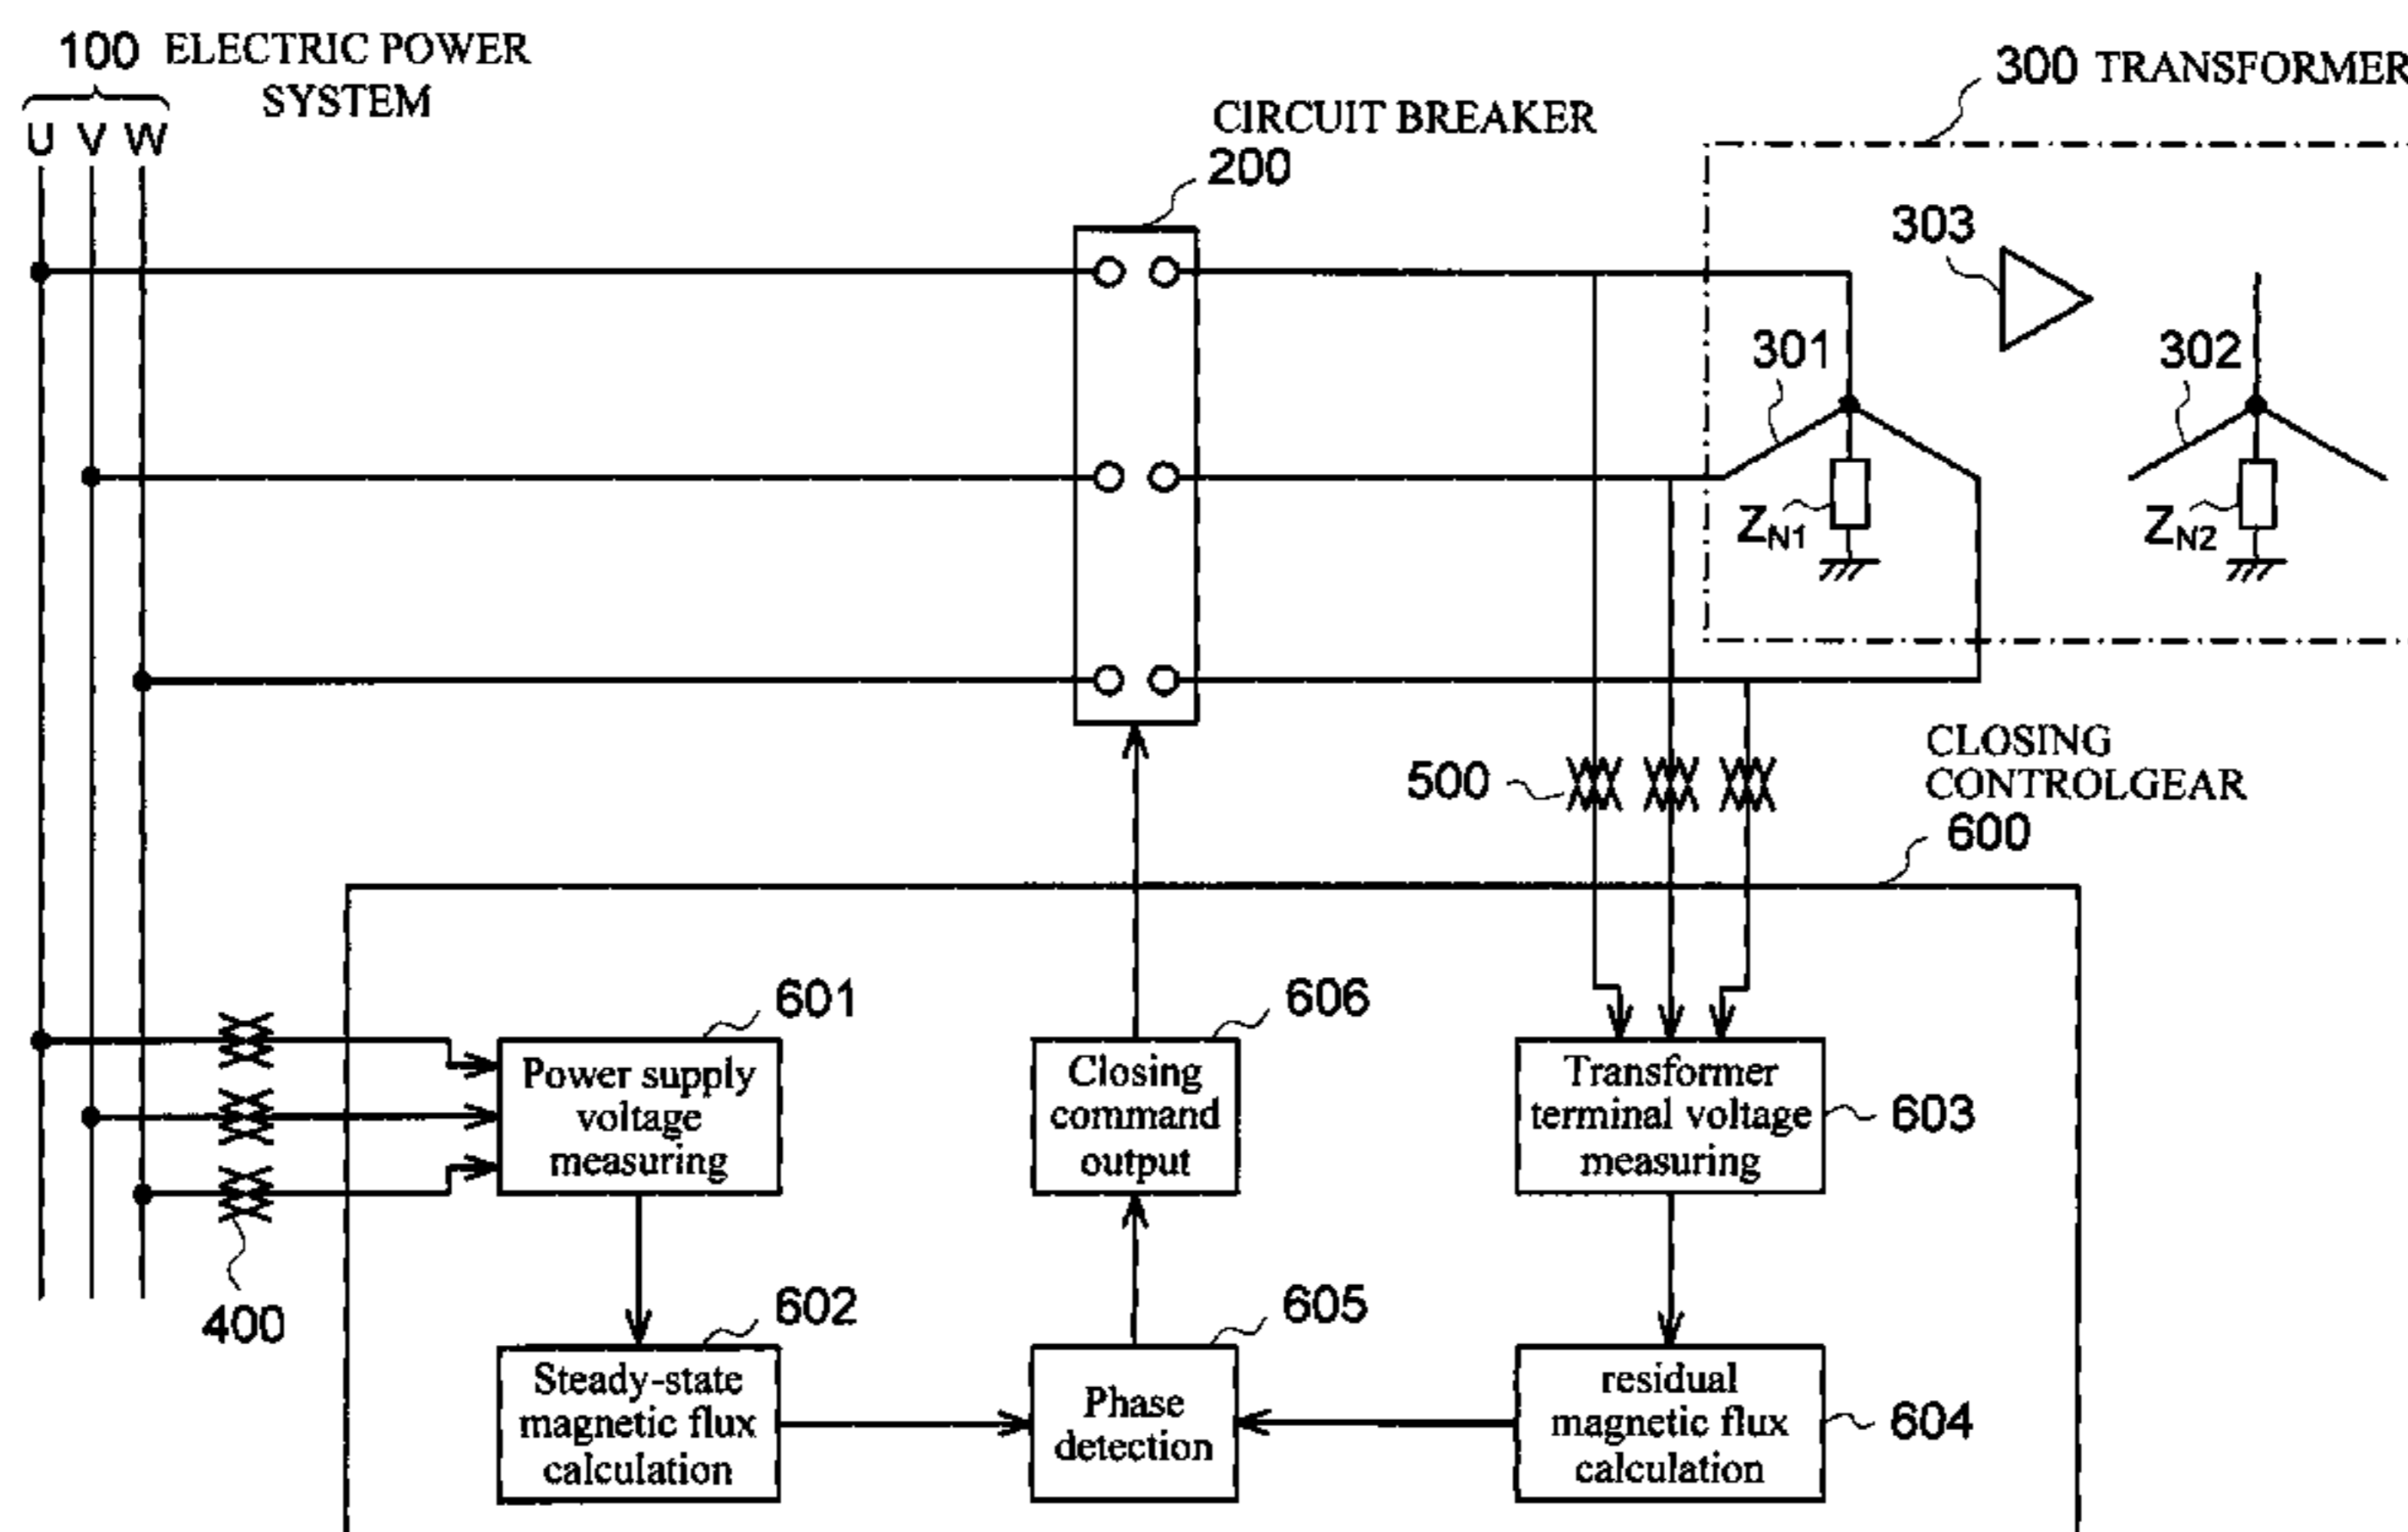 100 ELECTRIC POWER
SYSTEM
U V W
CIRCUIT BREAKER
200
300 TRANSFORMER
303
301
302
ZN1
ZN2
500
CLOSING
CONTROLGEAR
600
601
Power supply
voltage
measuring
606
Closing
command
output
Transformer
terminal voltage
measuring
603
400
602
Steady-state
magnetic flux
calculation
605
Phase
detection
residual
magnetic flux
calculation
604